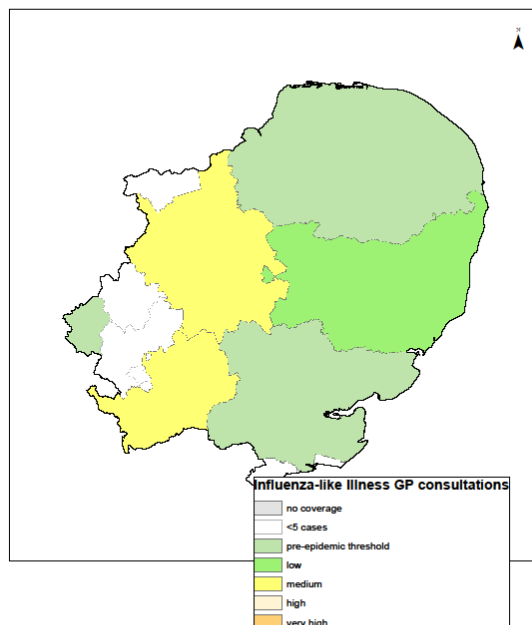 Influenza-like Illness GP consultations
no coverage
<5 cases
pre-epidemic threshold
low
medium
high
very high